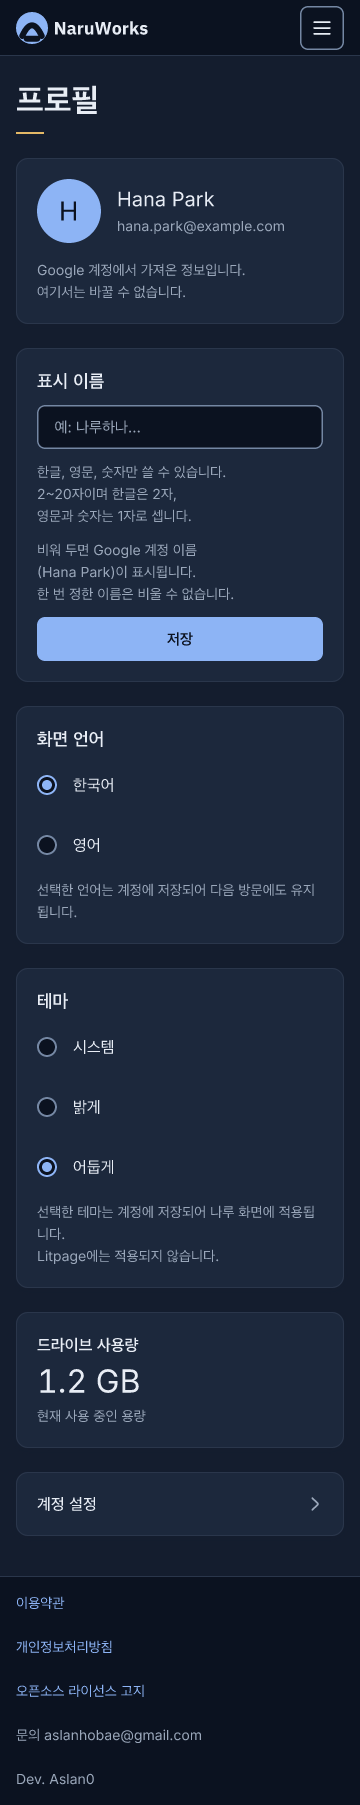 NaruWorks
프로필
H
Hana Park
hana.park@example.com
Google 계정에서 가져온 정보입니다.
여기서는 바꿀 수 없습니다.
표시 이름
예: 나루하나…
한글, 영문, 숫자만 쓸 수 있습니다.
2~20자이며 한글은 2자,
영문과 숫자는 1자로 셉니다.
비워 두면 Google 계정 이름
(Hana Park)이 표시됩니다.
한 번 정한 이름은 비울 수 없습니다.
저장
화면 언어
한국어
영어
선택한 언어는 계정에 저장되어 다음 방문에도 유지
됩니다.
테마
시스템
밝게
어둡게
선택한 테마는 계정에 저장되어 나루 화면에 적용됩
니다.
Litpage에는 적용되지 않습니다.
드라이브 사용량
1.2 GB
현재 사용 중인 용량
계정 설정
이용약관
개인정보처리방침
오픈소스 라이선스 고지
문의 aslanhobae@gmail.com
Dev. Aslan0